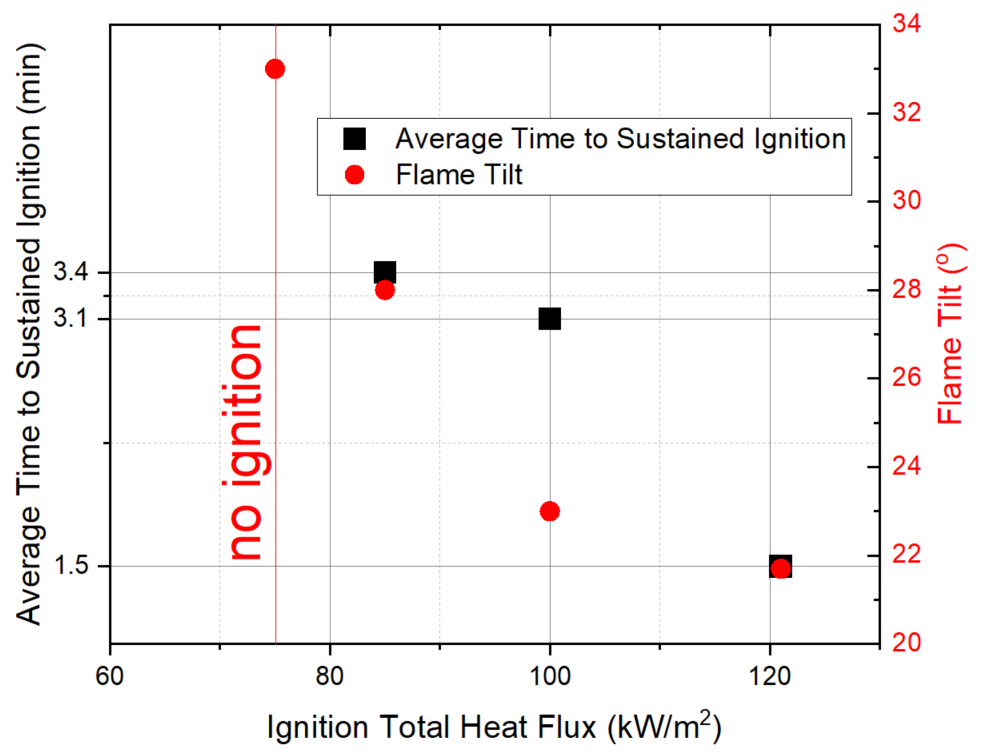 Average Time to Sustained Ignition (min)
3.4
3.1
1.5
no ignition
Average Time to Sustained Ignition
Flame Tilt
34
32
30
28
26
24
22
20
Flame Tilt (º)
60
80
100
120
Ignition Total Heat Flux (kW/m²)